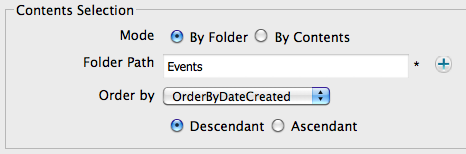 Contents Selection
Mode By Folder By Contents
Folder Path Events *
Order by OrderByDateCreated
Descendant Ascendant